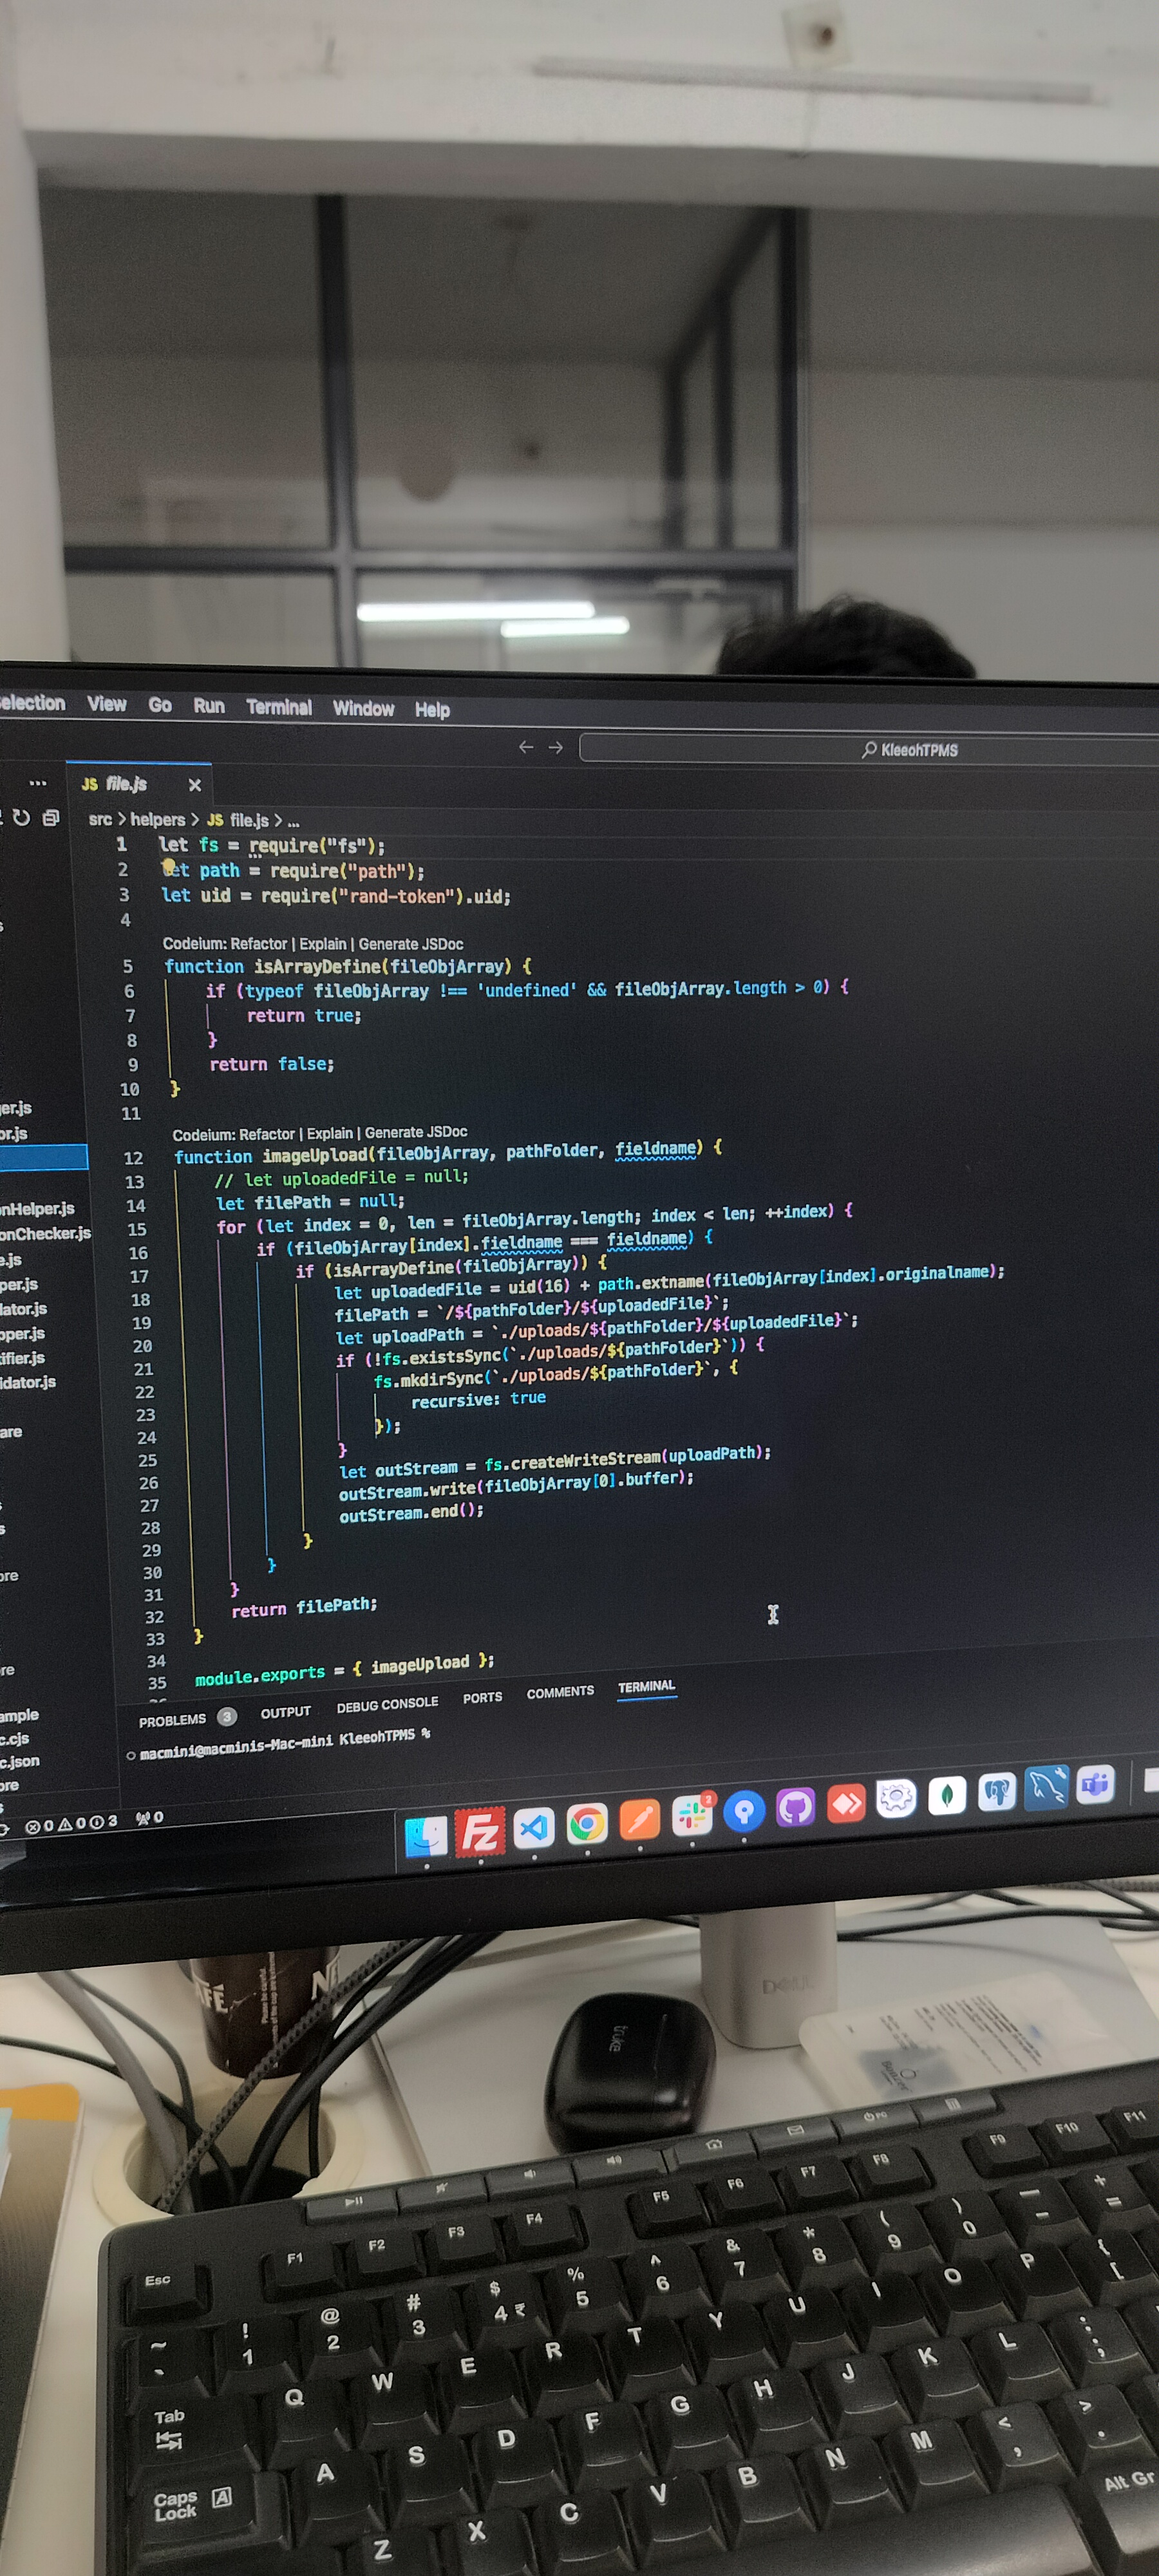 election View Go Run Terminal Window Help
KleeohTPMS
... JS file.js ×
src > helpers > JS file.js > ...
1 let fs = require("fs");
2 let path = require("path");
3 let uid = require("rand-token").uid;
4
Codeium: Refactor | Explain | Generate JSDoc
5 function isArrayDefine(fileObjArray) {
6 if (typeof fileObjArray !== 'undefined' && fileObjArray.length > 0) {
7 return true;
8 }
9 return false;
10 }
11
Codeium: Refactor | Explain | Generate JSDoc
12 function imageUpload(fileObjArray, pathFolder, fieldname) {
13 // let uploadedFile = null;
14 let filePath = null;
15 for (let index = 0, len = fileObjArray.length; index < len; ++index) {
16 if (fileObjArray[index].fieldname === fieldname) {
17 if (isArrayDefine(fileObjArray)) {
18 let uploadedFile = uid(16) + path.extname(fileObjArray[index].originalname);
19 filePath = `/${pathFolder}/${uploadedFile}`;
20 let uploadPath = `./uploads/${pathFolder}/${uploadedFile}`;
21 if (!fs.existsSync(`./uploads/${pathFolder}`)) {
22 fs.mkdirSync(`./uploads/${pathFolder}`, {
23 recursive: true
24 });
25 }
26 let outStream = fs.createWriteStream(uploadPath);
27 outStream.write(fileObjArray[0].buffer);
28 outStream.end();
29 }
30 }
31 }
32 return filePath;
33 }
34
35 module.exports = { imageUpload };
ger.js
or.js
nHelper.js
onChecker.js
e.js
per.js
lator.js
pper.js
tifier.js
idator.js
are
ore
re
ample
c.cjs
c.json
ore
PROBLEMS 3 OUTPUT DEBUG CONSOLE PORTS COMMENTS TERMINAL
macmini@macminis-Mac-mini KleeohTPMS %
0 0 3 0
Fz
3
DELL
truke
Esc F1 F2 F3 F4 F5 F6 F7 F8 F9 F10 F11
~ ` ! 1 @ 2 # 3 $ 4 ₹ % 5 ^ 6 & 7 * 8 ( 9 ) 0 _ - + =
Tab Q W E R T Y U I O P { [
Caps Lock A A S D F G H J K L : ;
Z X C V B N M < , > .
Alt Gr